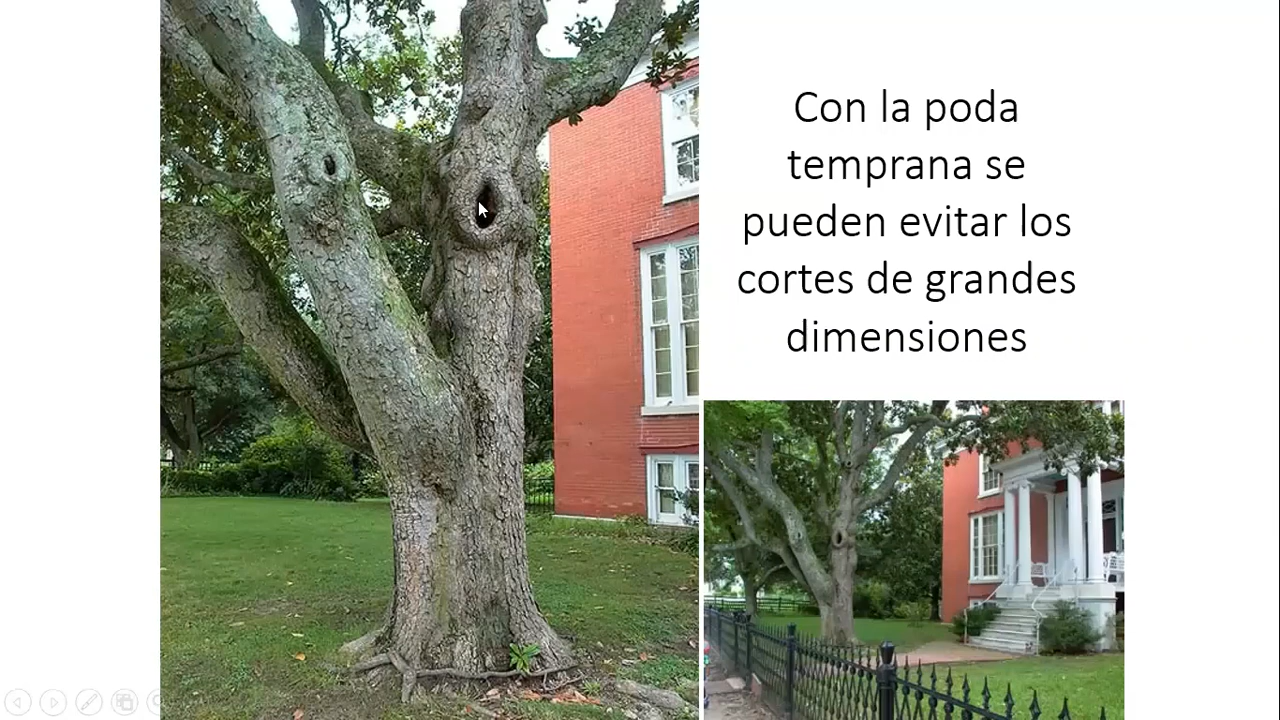 Con la poda
temprana se
pueden evitar los
cortes de grandes
dimensiones